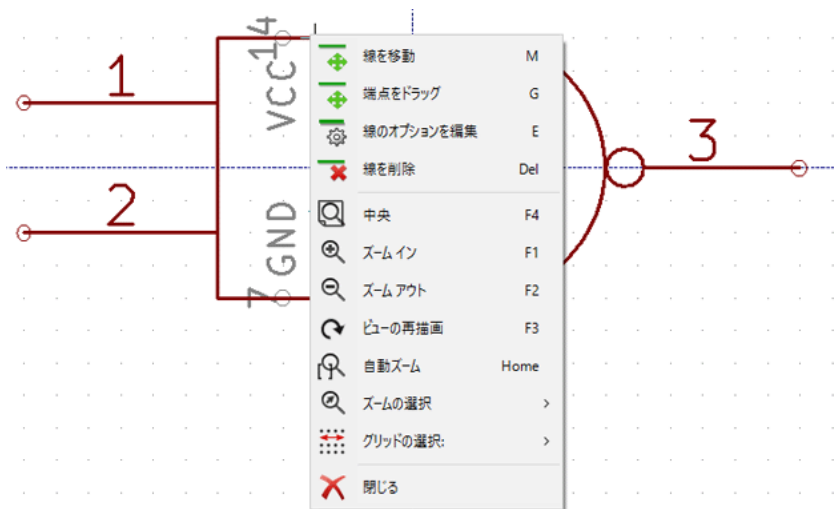 14
VCC
1
2
GND
7
3
線を移動 M
端点をドラッグ G
線のオプションを編集 E
線を削除 Del
中央 F4
ズーム イン F1
ズーム アウト F2
ビューの再描画 F3
自動ズーム Home
ズームの選択 >
グリッドの選択: >
閉じる